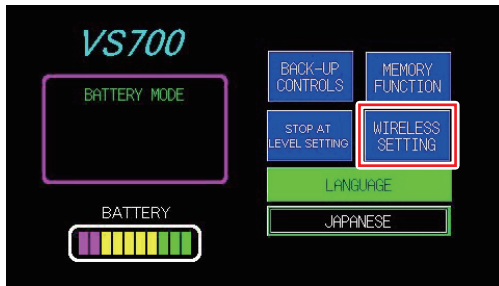 VS700
BATTERY MODE
BATTERY
BACK-UP
CONTROLS
MEMORY
FUNCTION
STOP AT
LEVEL SETTING
WIRELESS
SETTING
LANGUAGE
JAPANESE